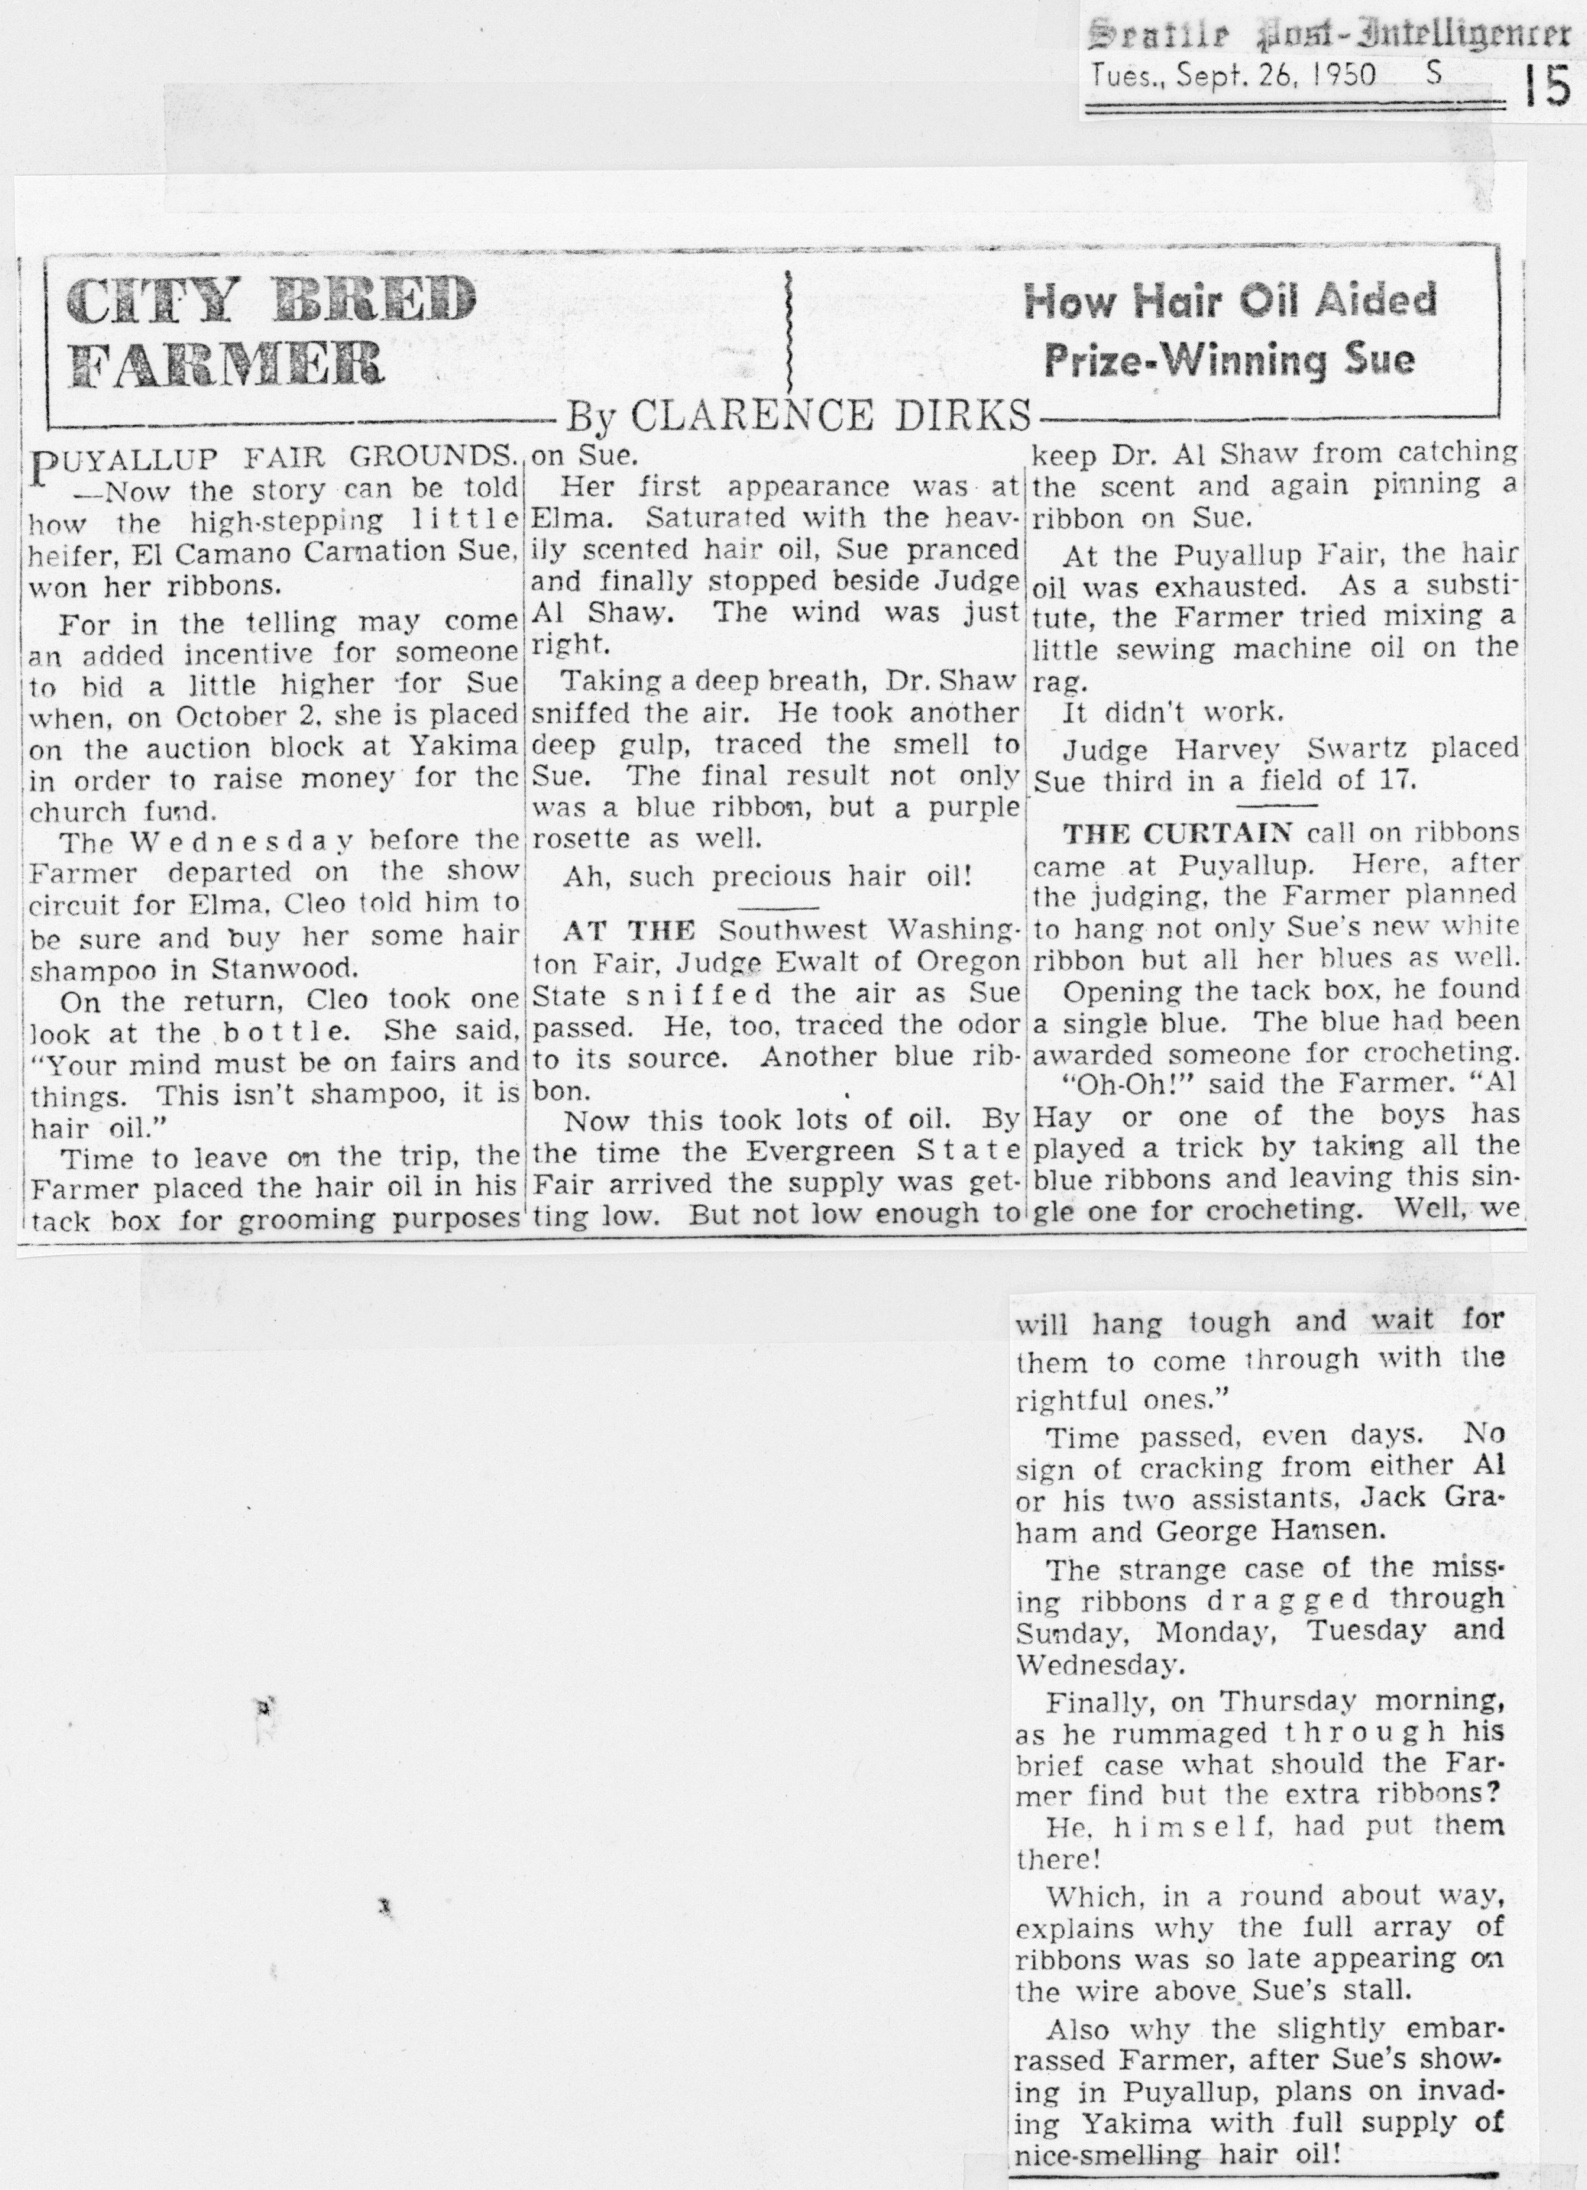 Seattle Post-Intelligencer
Tues., Sept. 26, 1950 S 15
CITY BRED
FARMER
How Hair Oil Aided
Prize-Winning Sue
By CLARENCE DIRKS
PUYALLUP FAIR GROUNDS.
—Now the story can be told
how the high-stepping little
heifer, El Camano Carnation Sue,
won her ribbons.
For in the telling may come
an added incentive for someone
to bid a little higher for Sue
when, on October 2, she is placed
on the auction block at Yakima
in order to raise money for the
church fund.
The Wednesday before the
Farmer departed on the show
circuit for Elma, Cleo told him to
be sure and buy her some hair
shampoo in Stanwood.
On the return, Cleo took one
look at the bottle. She said,
“Your mind must be on fairs and
things. This isn't shampoo, it is
hair oil.”
Time to leave on the trip, the
Farmer placed the hair oil in his
tack box for grooming purposes
on Sue.
Her first appearance was at
Elma. Saturated with the heav-
ily scented hair oil, Sue pranced
and finally stopped beside Judge
Al Shaw. The wind was just
right.
Taking a deep breath, Dr. Shaw
sniffed the air. He took another
deep gulp, traced the smell to
Sue. The final result not only
was a blue ribbon, but a purple
rosette as well.
Ah, such precious hair oil!
AT THE Southwest Washing-
ton Fair, Judge Ewalt of Oregon
State sniffed the air as Sue
passed. He, too, traced the odor
to its source. Another blue rib-
bon.
Now this took lots of oil. By
the time the Evergreen State
Fair arrived the supply was get-
ting low. But not low enough to
keep Dr. Al Shaw from catching
the scent and again pinning a
ribbon on Sue.
At the Puyallup Fair, the hair
oil was exhausted. As a substi-
tute, the Farmer tried mixing a
little sewing machine oil on the
rag.
It didn't work.
Judge Harvey Swartz placed
Sue third in a field of 17.
THE CURTAIN call on ribbons
came at Puyallup. Here, after
the judging, the Farmer planned
to hang not only Sue's new white
ribbon but all her blues as well.
Opening the tack box, he found
a single blue. The blue had been
awarded someone for crocheting.
“Oh-Oh!” said the Farmer. “Al
Hay or one of the boys has
played a trick by taking all the
blue ribbons and leaving this sin-
gle one for crocheting. Well, we
will hang tough and wait for
them to come through with the
rightful ones.”
Time passed, even days. No
sign of cracking from either Al
or his two assistants, Jack Gra-
ham and George Hansen.
The strange case of the miss-
ing ribbons dragged through
Sunday, Monday, Tuesday and
Wednesday.
Finally, on Thursday morning,
as he rummaged through his
brief case what should the Far-
mer find but the extra ribbons?
He, himself, had put them
there!
Which, in a round about way,
explains why the full array of
ribbons was so late appearing on
the wire above Sue's stall.
Also why the slightly embar-
rassed Farmer, after Sue's show-
ing in Puyallup, plans on invad-
ing Yakima with full supply of
nice-smelling hair oil!